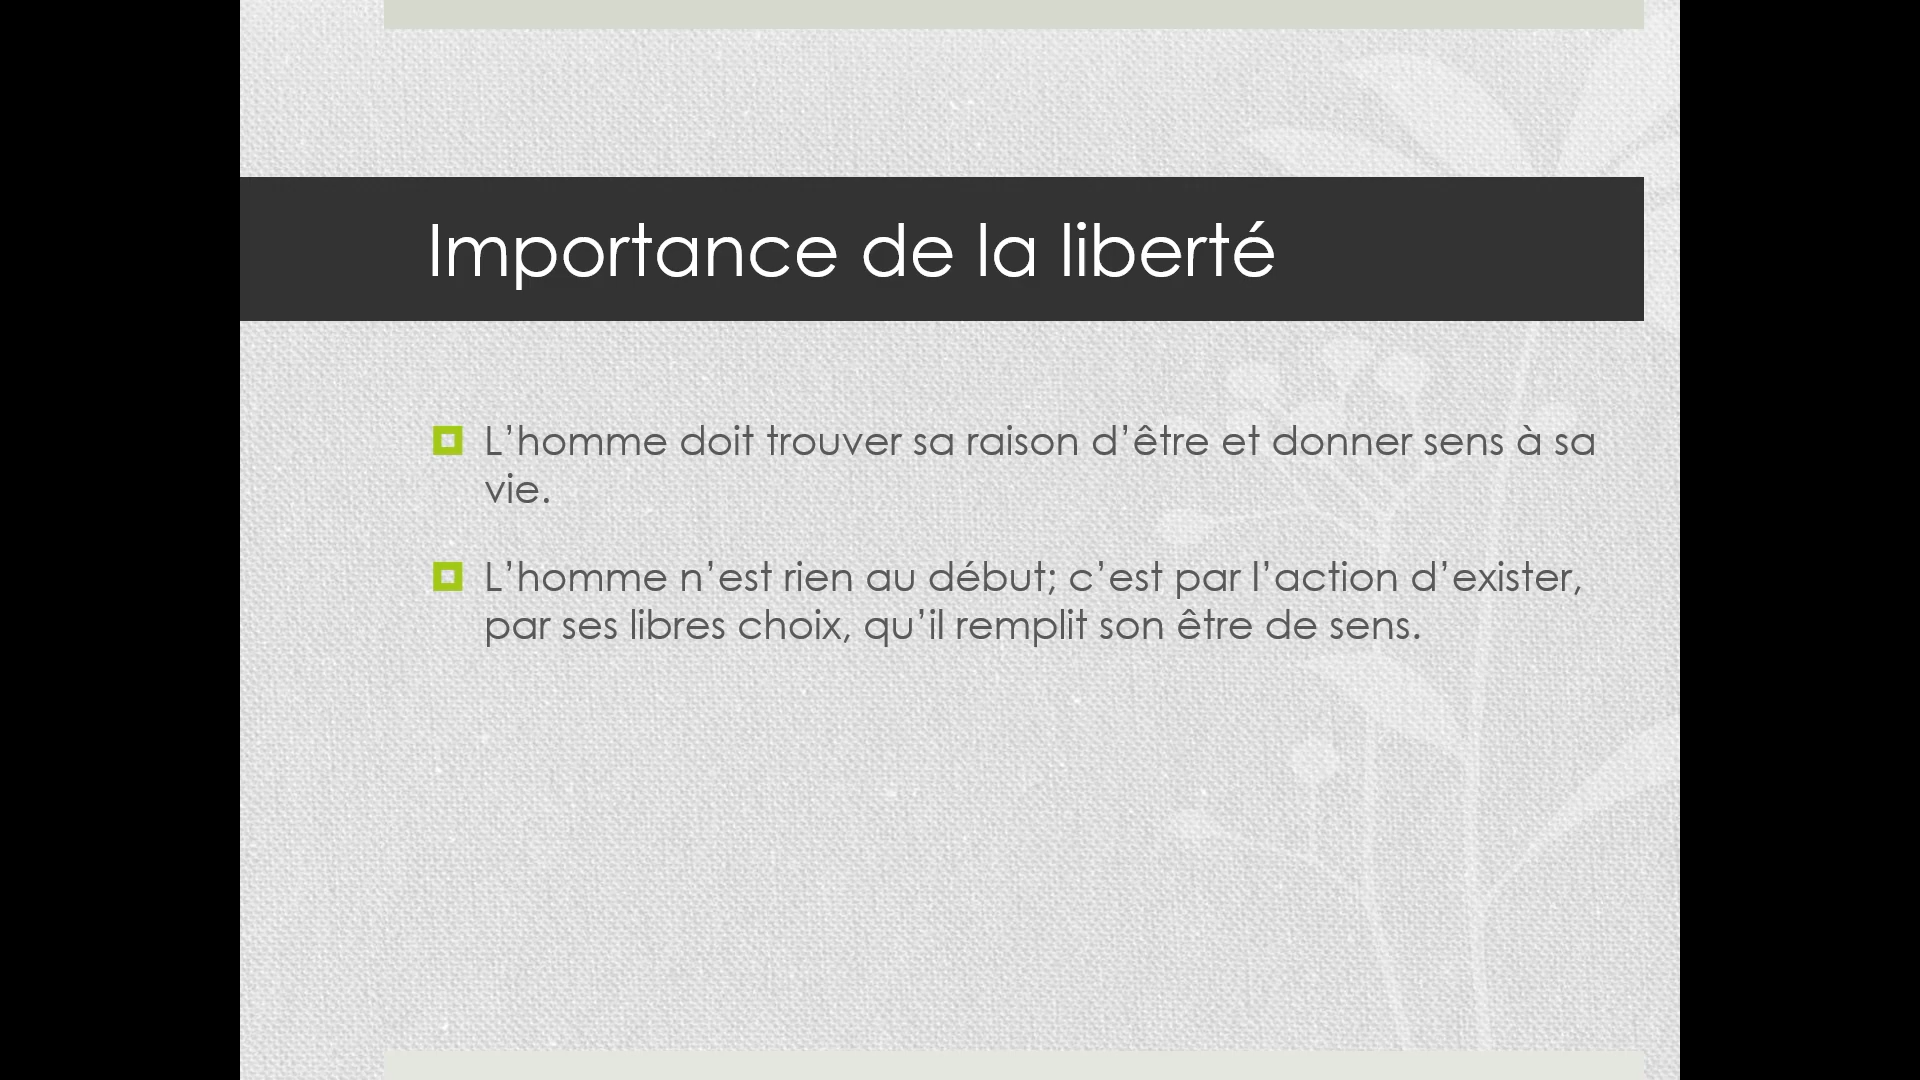 Importance de la liberté
L’homme doit trouver sa raison d’être et donner sens à sa
vie.
L’homme n’est rien au début; c’est par l’action d’exister,
par ses libres choix, qu’il remplit son être de sens.